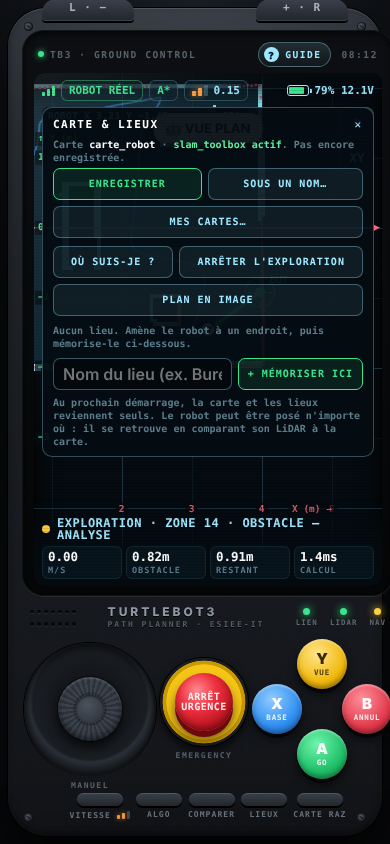 L · —
+ · R
TB3 · GROUND CONTROL
? GUIDE
08:12
ROBOT RÉEL
A*
0.15
79% 12.1V
VUE PLAN
CARTE & LIEUX
×
Carte carte_robot · slam_toolbox actif. Pas encore
enregistrée.
ENREGISTRER
SOUS UN NOM…
MES CARTES…
OÙ SUIS-JE ?
ARRÊTER L'EXPLORATION
PLAN EN IMAGE
Aucun lieu. Amène le robot à un endroit, puis
mémorise-le ci-dessous.
Nom du lieu (ex. Bure
+ MÉMORISER ICI
Au prochain démarrage, la carte et les lieux
reviennent seuls. Le robot peut être posé n'importe
où : il se retrouve en comparant son LiDAR à la
carte.
2
3
4
X (m) →
EXPLORATION · ZONE 14 · OBSTACLE —
ANALYSE
0.00
M/S
0.82m
OBSTACLE
0.91m
RESTANT
1.4ms
CALCUL
TURTLEBOT3
PATH PLANNER · ESIEE-IT
LIEN
LIDAR
NAV
ARRÊT
URGENCE
EMERGENCY
Y
VUE
X
BASE
B
ANNUL
A
GO
MANUEL
VITESSE
ALGO
COMPARER
LIEUX
CARTE RAZ